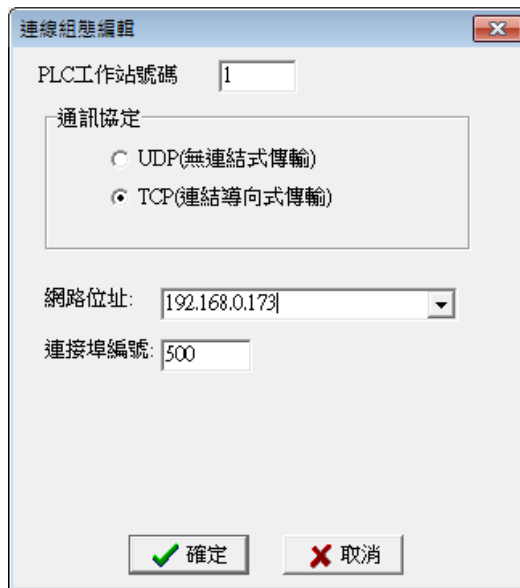 連線組態編輯
PLC工作站號碼 1
通訊協定
UDP(無連結式傳輸)
TCP(連結導向式傳輸)
網路位址: 192.168.0.173
連接埠編號: 500
確定 取消